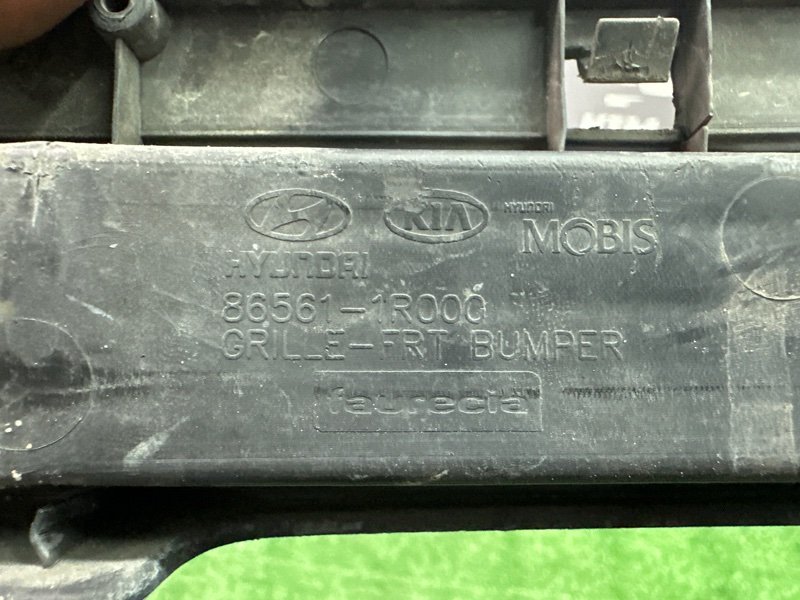 KIA
HYUNDAI
MOBIS
HYUNDAI
86561-1R000
GRILLE-FRT BUMPER
faurecia